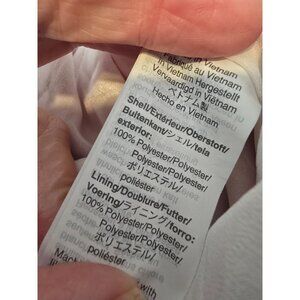 Fabriqué au Vietnam
in Vietnam Hergestellt
Vervaardigd in Vietnam
ベトナム製
Hecho en Vietnam
Shell/Extérieur/Oberstoff/
Buitenkant/シェル/tela
exterior:
100% Polyester/Polyester/
Polyester/Polyester/
ポリエステル/
poliéster
Lining/Doublure/Futter/
Voering/ライニング/forro:
100% Polyester/Polyester/
Polyester/Polyester/
ポリエステル/
poliéster
with